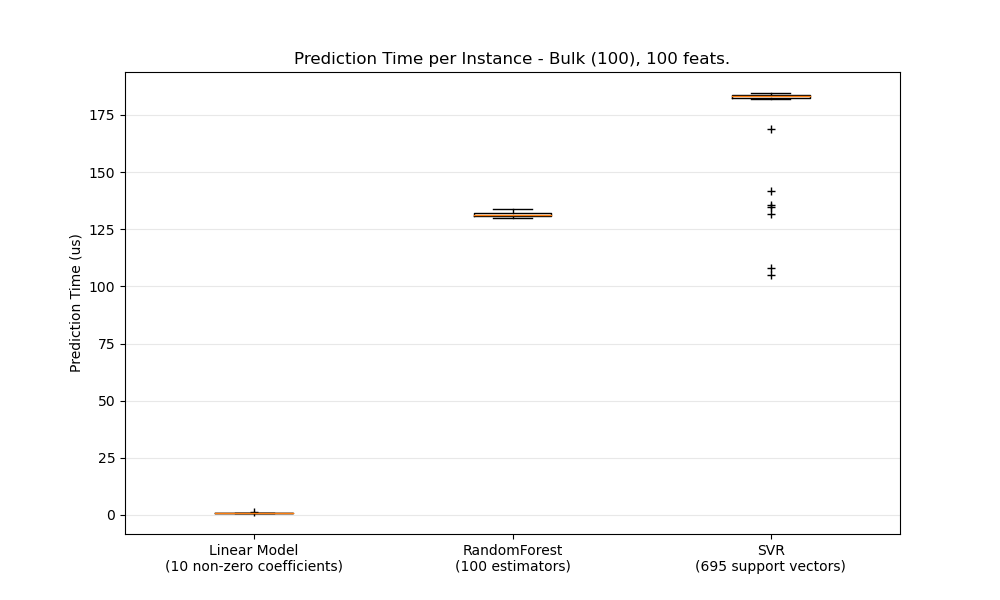 Prediction Time per Instance - Bulk (100), 100 feats.
Prediction Time (us)
175
150
125
100
75
50
25
0
Linear Model
(10 non-zero coefficients)
RandomForest
(100 estimators)
SVR
(695 support vectors)